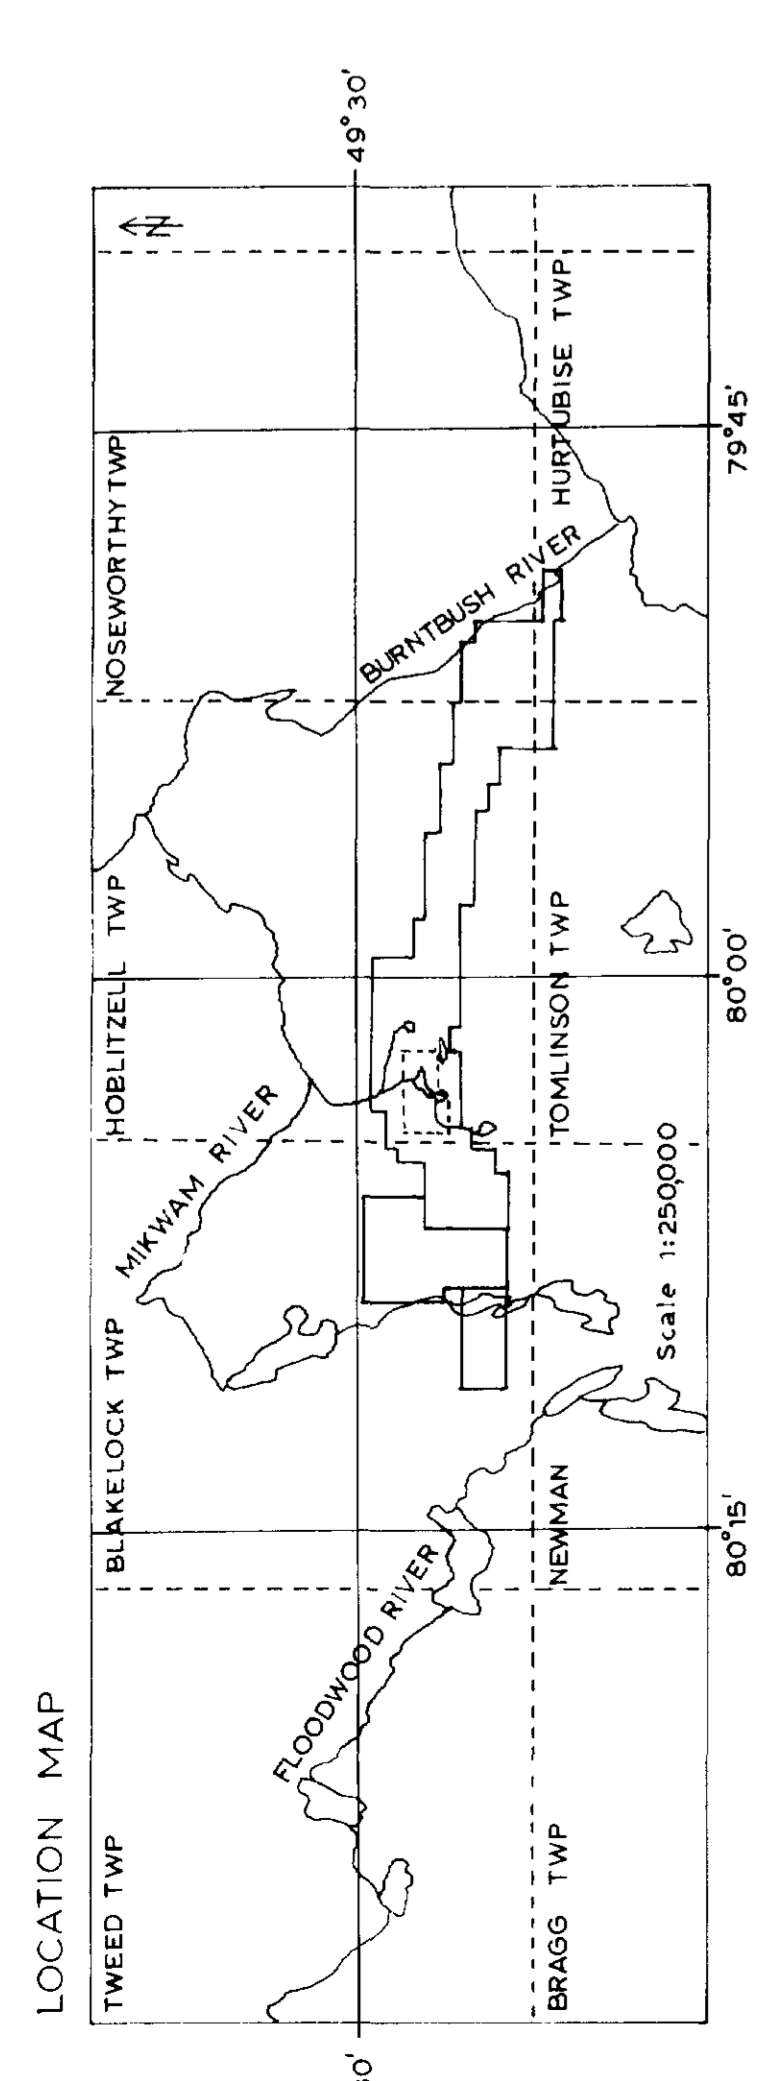 LOCATION MAP
TWEED TWP
BLAKELOCK TWP
HOBLITZELL TWP
NOSEWORTHY TWP
N
MIKWAM RIVER
FLOODWOOD RIVER
BURNTBUSH RIVER
49°30'
BRAGG TWP
NEWMAN
TOMLINSON TWP
HURTUBISE TWP
Scale 1:250,000
80°15'
80°00'
79°45'